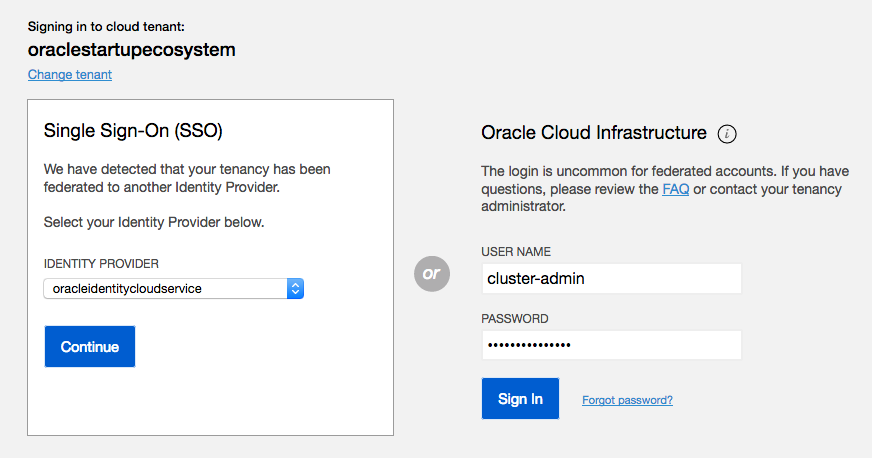 Signing in to cloud tenant:
oraclestartupecosystem
Change tenant
Single Sign-On (SSO)
We have detected that your tenancy has been
federated to another Identity Provider.
Select your Identity Provider below.
IDENTITY PROVIDER
oracleidentitycloudservice
Continue
or
Oracle Cloud Infrastructure i
The login is uncommon for federated accounts. If you have
questions, please review the FAQ or contact your tenancy
administrator.
USER NAME
cluster-admin
PASSWORD
•••••••••••••••
Sign In
Forgot password?